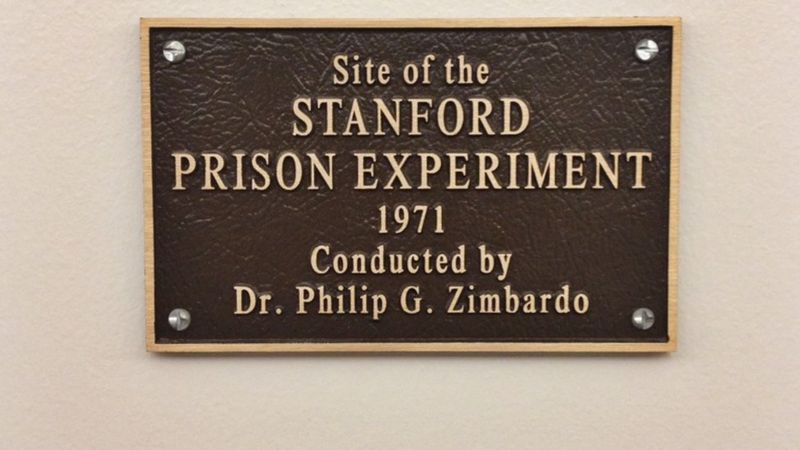 Site of the
STANFORD
PRISON EXPERIMENT
1971
Conducted by
Dr. Philip G. Zimbardo